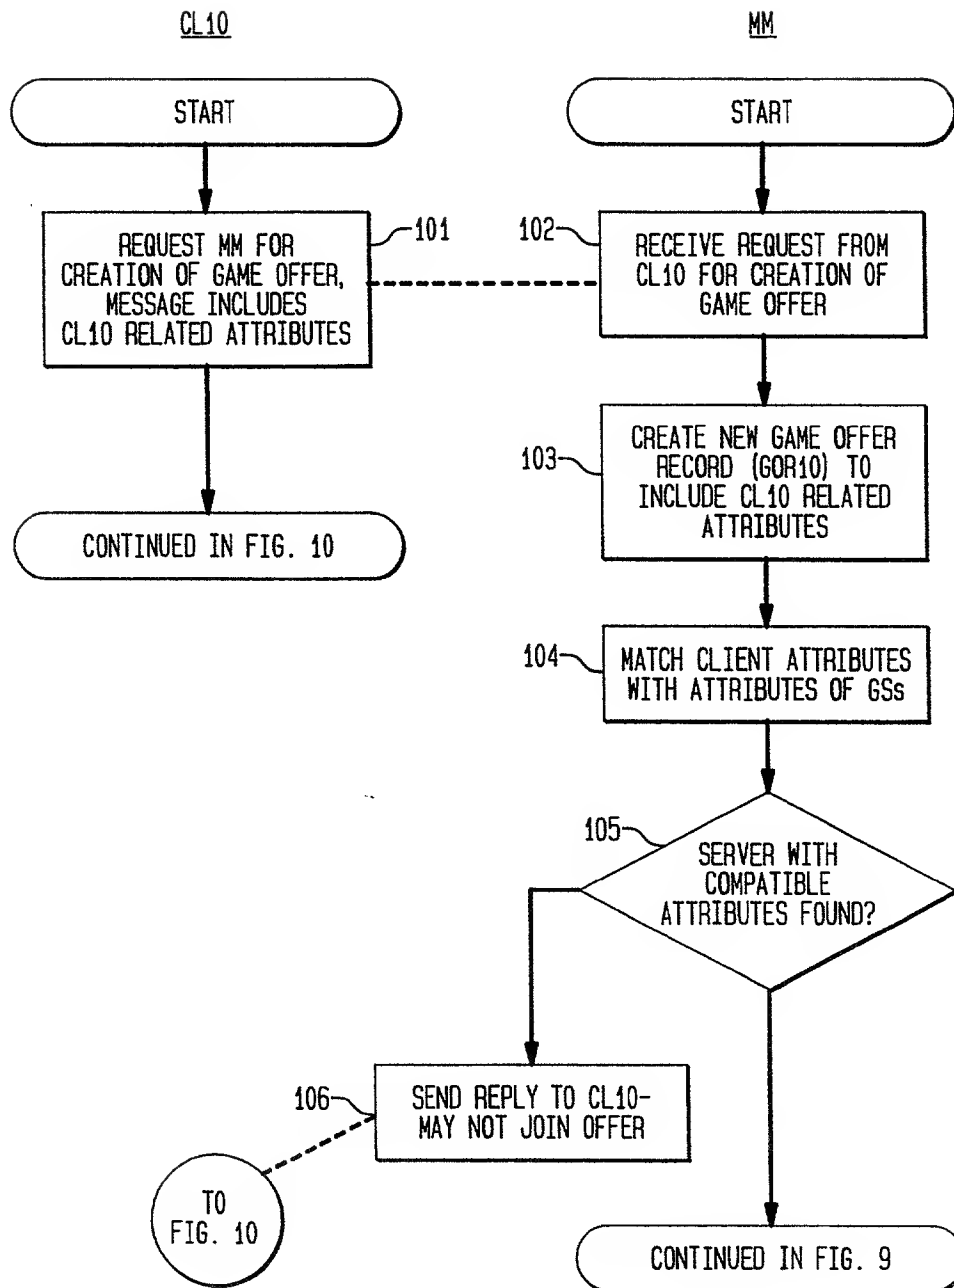 CL10
MM
START
START
REQUEST MM FOR
CREATION OF GAME OFFER,
MESSAGE INCLUDES
CL10 RELATED ATTRIBUTES
101
102
RECEIVE REQUEST FROM
CL10 FOR CREATION OF
GAME OFFER
103
CREATE NEW GAME OFFER
RECORD (GOR10) TO
INCLUDE CL10 RELATED
ATTRIBUTES
CONTINUED IN FIG. 10
104
MATCH CLIENT ATTRIBUTES
WITH ATTRIBUTES OF GSs
105
SERVER WITH
COMPATIBLE
ATTRIBUTES FOUND?
106
SEND REPLY TO CL10-
MAY NOT JOIN OFFER
TO
FIG. 10
CONTINUED IN FIG. 9